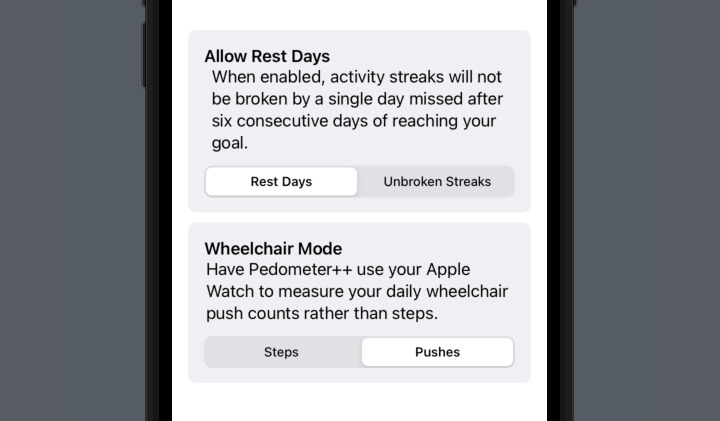 Allow Rest Days
When enabled, activity streaks will not
be broken by a single day missed after
six consecutive days of reaching your
goal.
Rest Days
Unbroken Streaks
Wheelchair Mode
Have Pedometer++ use your Apple
Watch to measure your daily wheelchair
push counts rather than steps.
Steps
Pushes